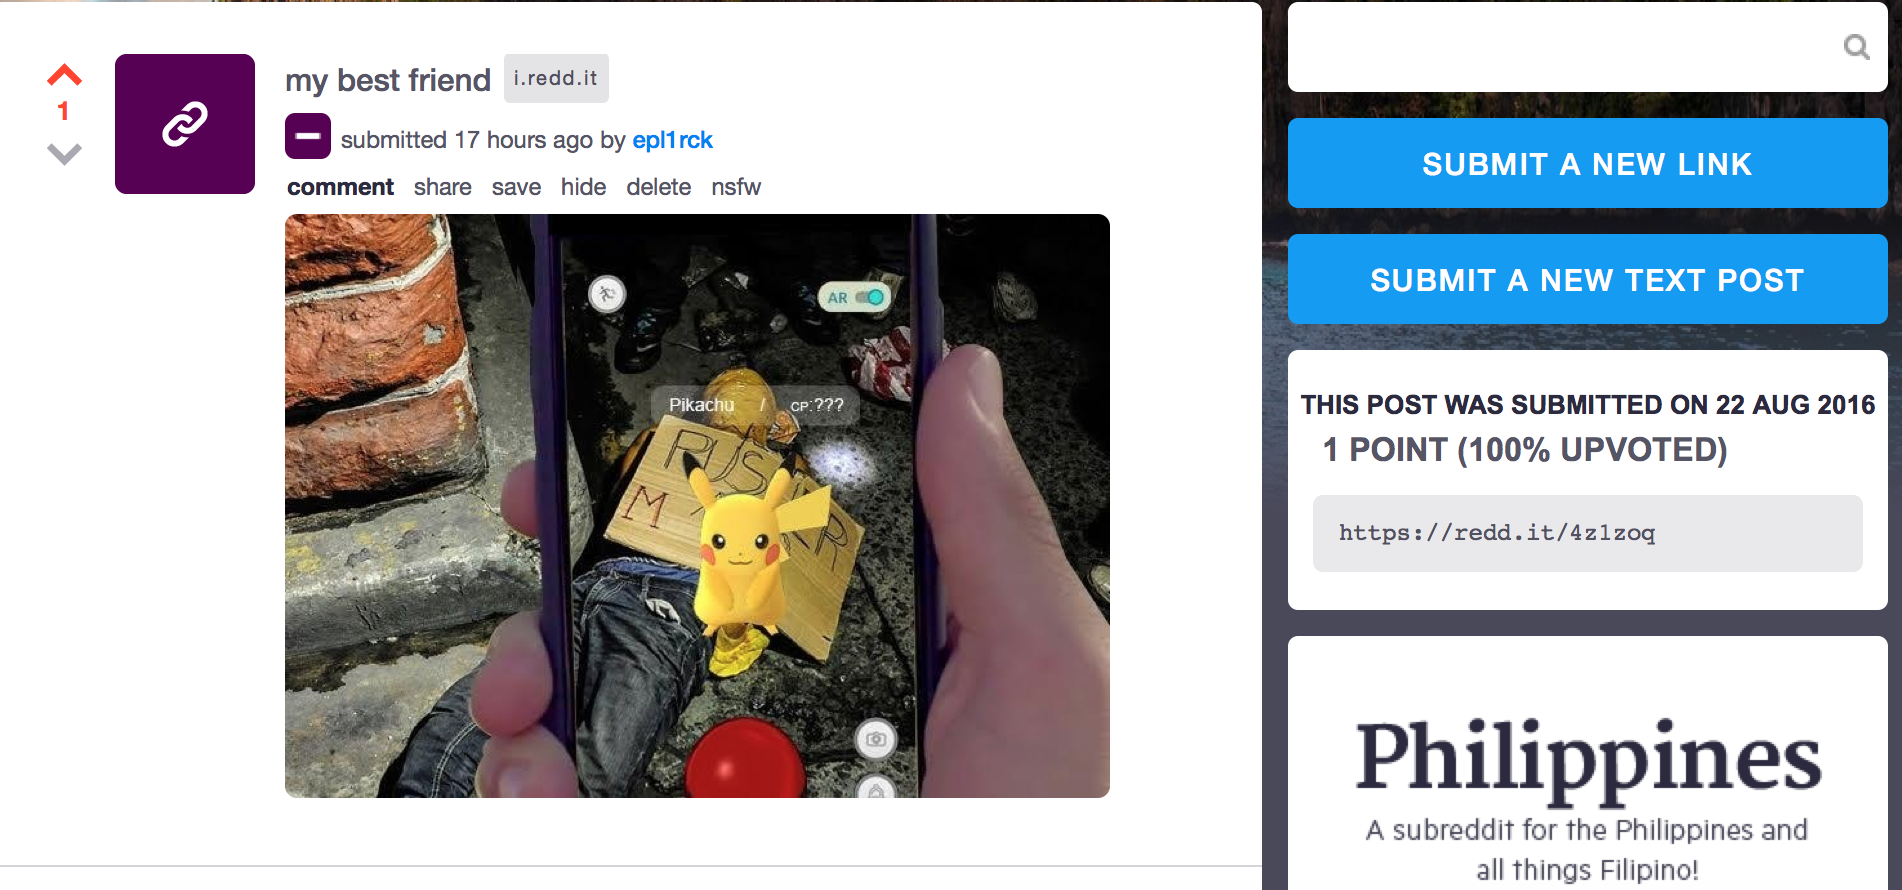 my best friend i.redd.it
1
submitted 17 hours ago by epl1rck
comment share save hide delete nsfw
AR
Pikachu / CP:???
PUSHER
M
SUBMIT A NEW LINK
SUBMIT A NEW TEXT POST
THIS POST WAS SUBMITTED ON 22 AUG 2016
1 POINT (100% UPVOTED)
https://redd.it/4z1zoq
Philippines
A subreddit for the Philippines and
all things Filipino!